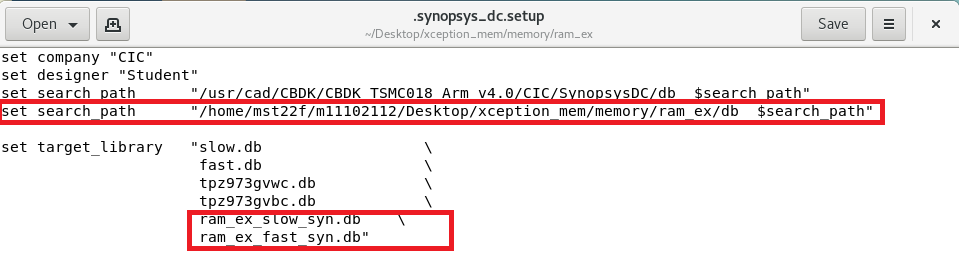 Open
.synopsys_dc.setup
~/Desktop/xception_mem/memory/ram_ex
Save
set company "CIC"
set designer "Student"
set search_path      "/usr/cad/CBDK/CBDK_TSMC018_Arm_v4.0/CIC/SynopsysDC/db  $search_path"
set search_path      "/home/mst22f/m11102112/Desktop/xception_mem/memory/ram_ex/db  $search_path"
set target_library   "slow.db                  \
fast.db                  \
tpz973gvwc.db            \
tpz973gvbc.db            \
ram_ex_slow_syn.db    \
ram_ex_fast_syn.db"